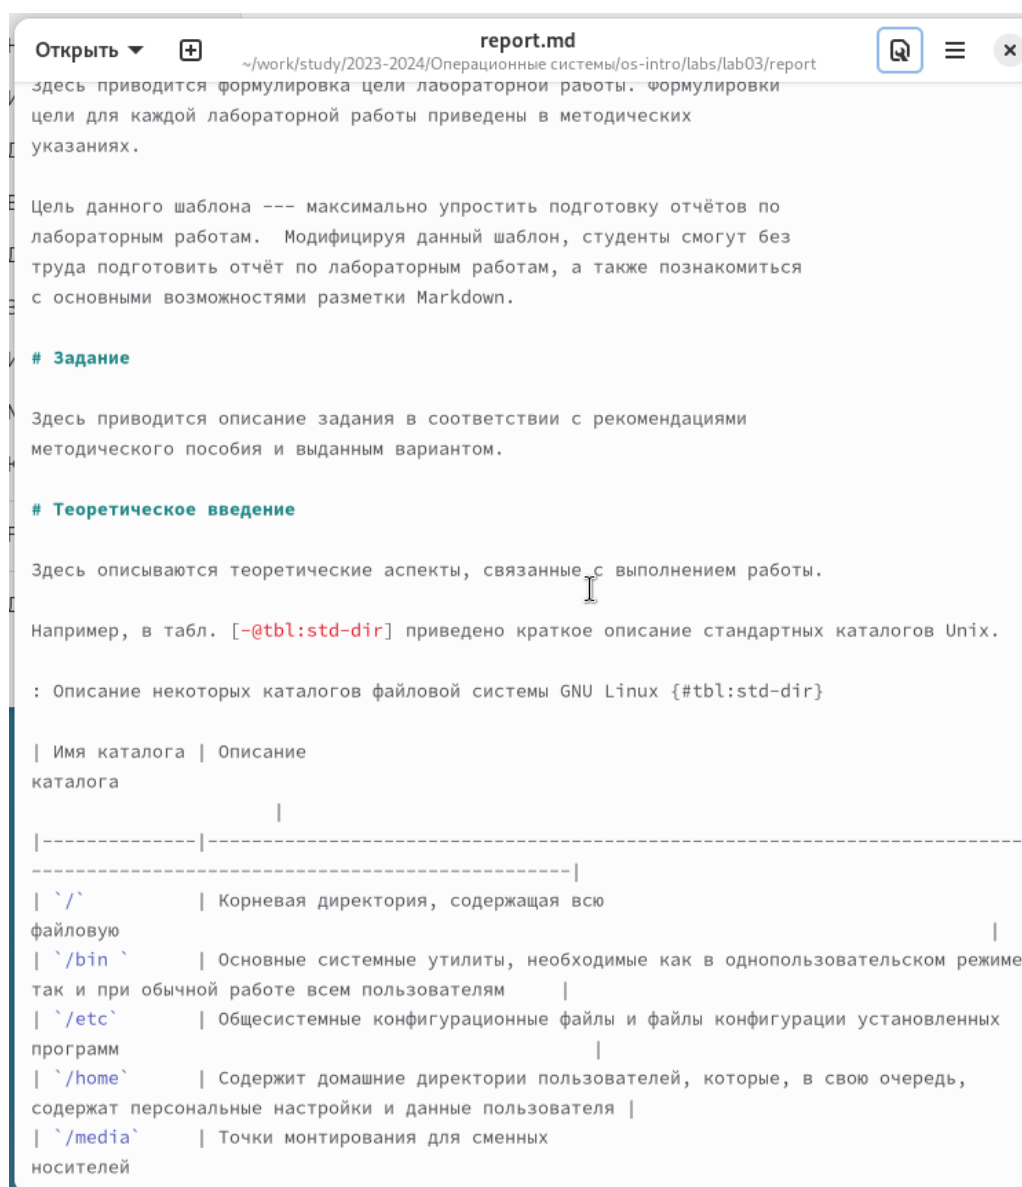 Открыть
report.md
~/work/study/2023-2024/Операционные системы/os-intro/labs/lab03/report
Здесь приводится формулировка цели лабораторной работы. Формулировки
цели для каждой лабораторной работы приведены в методических
указаниях.
Цель данного шаблона --- максимально упростить подготовку отчётов по
лабораторным работам.  Модифицируя данный шаблон, студенты смогут без
труда подготовить отчёт по лабораторным работам, а также познакомиться
с основными возможностями разметки Markdown.
# Задание
Здесь приводится описание задания в соответствии с рекомендациями
методического пособия и выданным вариантом.
# Теоретическое введение
Здесь описываются теоретические аспекты, связанные с выполнением работы.
Например, в табл. [-@tbl:std-dir] приведено краткое описание стандартных каталогов Unix.
: Описание некоторых каталогов файловой системы GNU Linux {#tbl:std-dir}
| Имя каталога | Описание
каталога
|
|--------------|--------------------------------------------------------------------------
-------------------------------------------------|
| `/`          | Корневая директория, содержащая всю
файловую |
| `/bin `      | Основные системные утилиты, необходимые как в однопользовательском режиме
так и при обычной работе всем пользователям |
| `/etc`       | Общесистемные конфигурационные файлы и файлы конфигурации установленных
программ |
| `/home`      | Содержит домашние директории пользователей, которые, в свою очередь,
содержат персональные настройки и данные пользователя |
| `/media`     | Точки монтирования для сменных
носителей